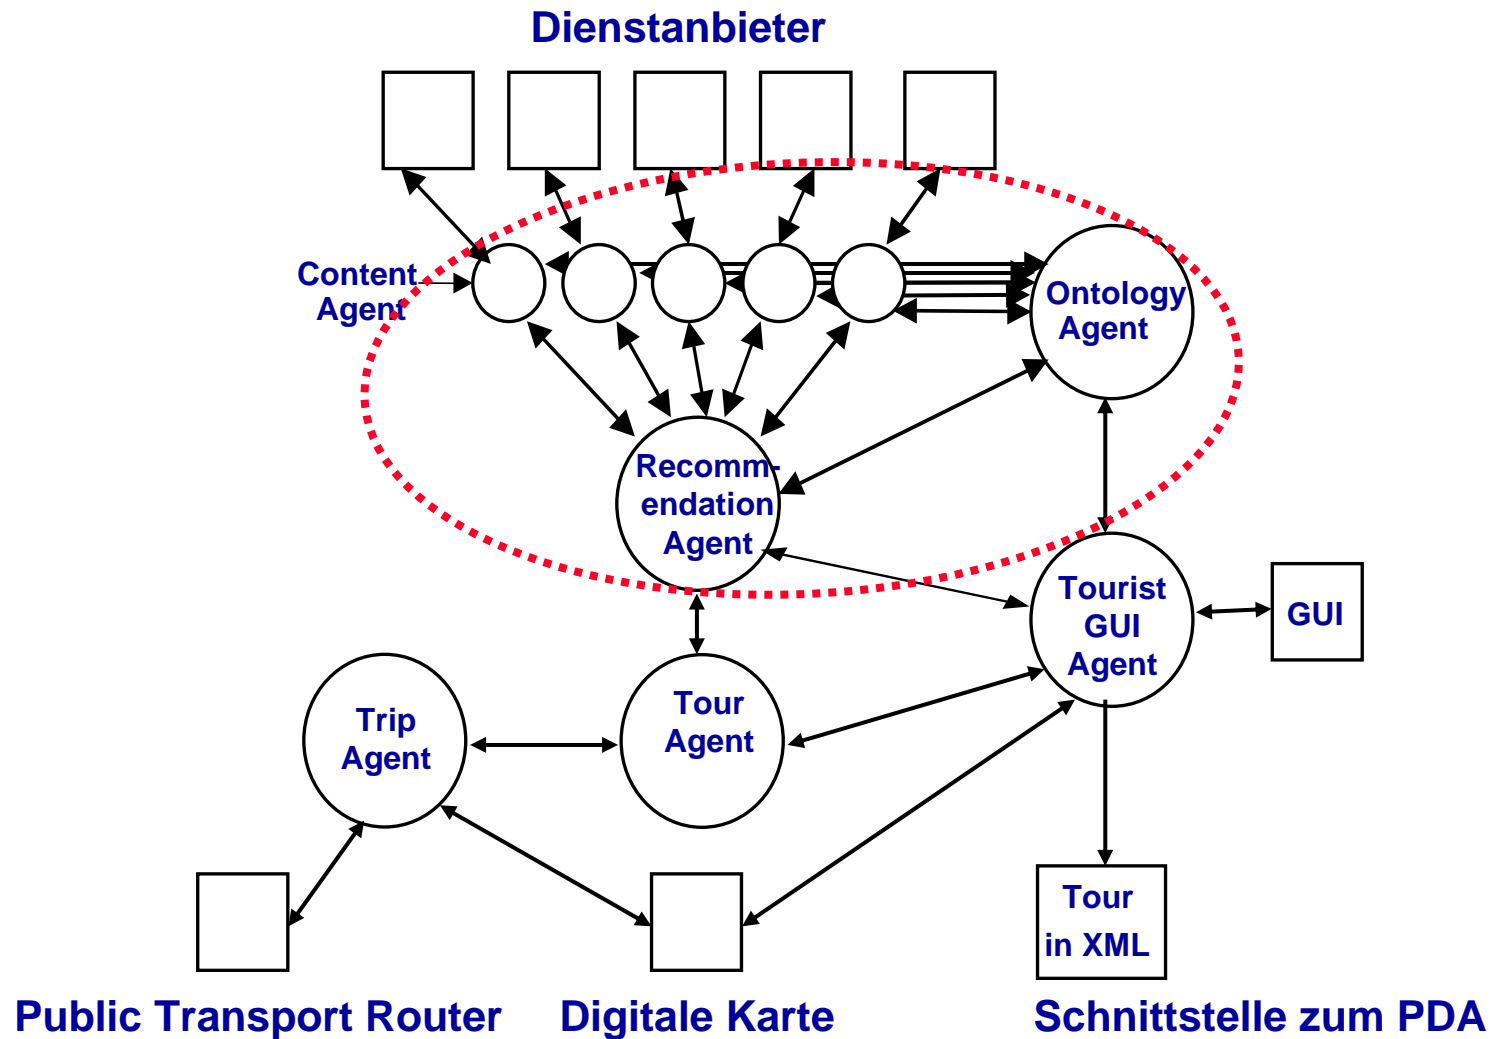 Dienstanbieter
Content
Agent
Ontology
Agent
Recomm-
endation
Agent
Tourist
GUI
Agent
GUI
Trip
Agent
Tour
Agent
Tour
in XML
Public Transport Router
Digitale Karte
Schnittstelle zum PDA